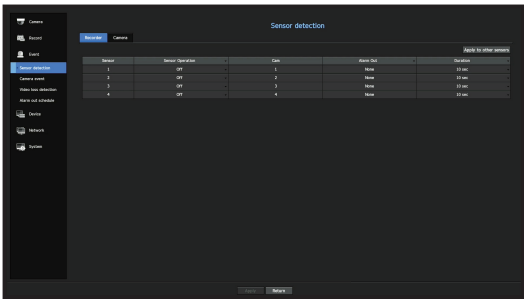 Sensor detection
Camera
Record
Event
Sensor detection
Camera event
Video loss detection
Alarm out schedule
Device
Network
System
Recorder Camera
Apply to other sensors
Sensor Sensor Operation Cam Alarm Out Duration
1 Off 1 None 10 sec
2 Off 2 None 10 sec
3 Off 3 None 10 sec
4 Off 4 None 10 sec
Apply Return